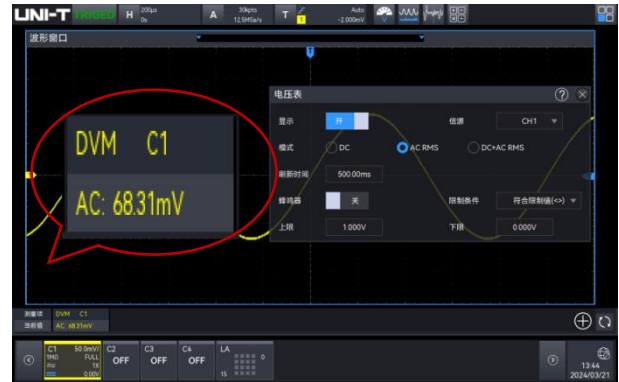 UNI-T TRIGED H 200μs 0s A 30kpts 12.5MSa/s T 1 Auto -2.000mV
波形窗口
T
电压表 ?
显示 开 信源 CH1
模式 DC AC RMS DC+AC RMS
刷新时间 500.00ms
蜂鸣器 关 限制条件 符合限制值(<>)
上限 1.000V 下限 0.000V
DVM C1
AC: 68.31mV
测量项 DVM C1
当前值 AC 68.31mV
C1 50.0mV/ C2 C3 C4 LA
1MΩ FULL OFF OFF OFF 0
1X
0.00V 15
13:44
2024/03/21